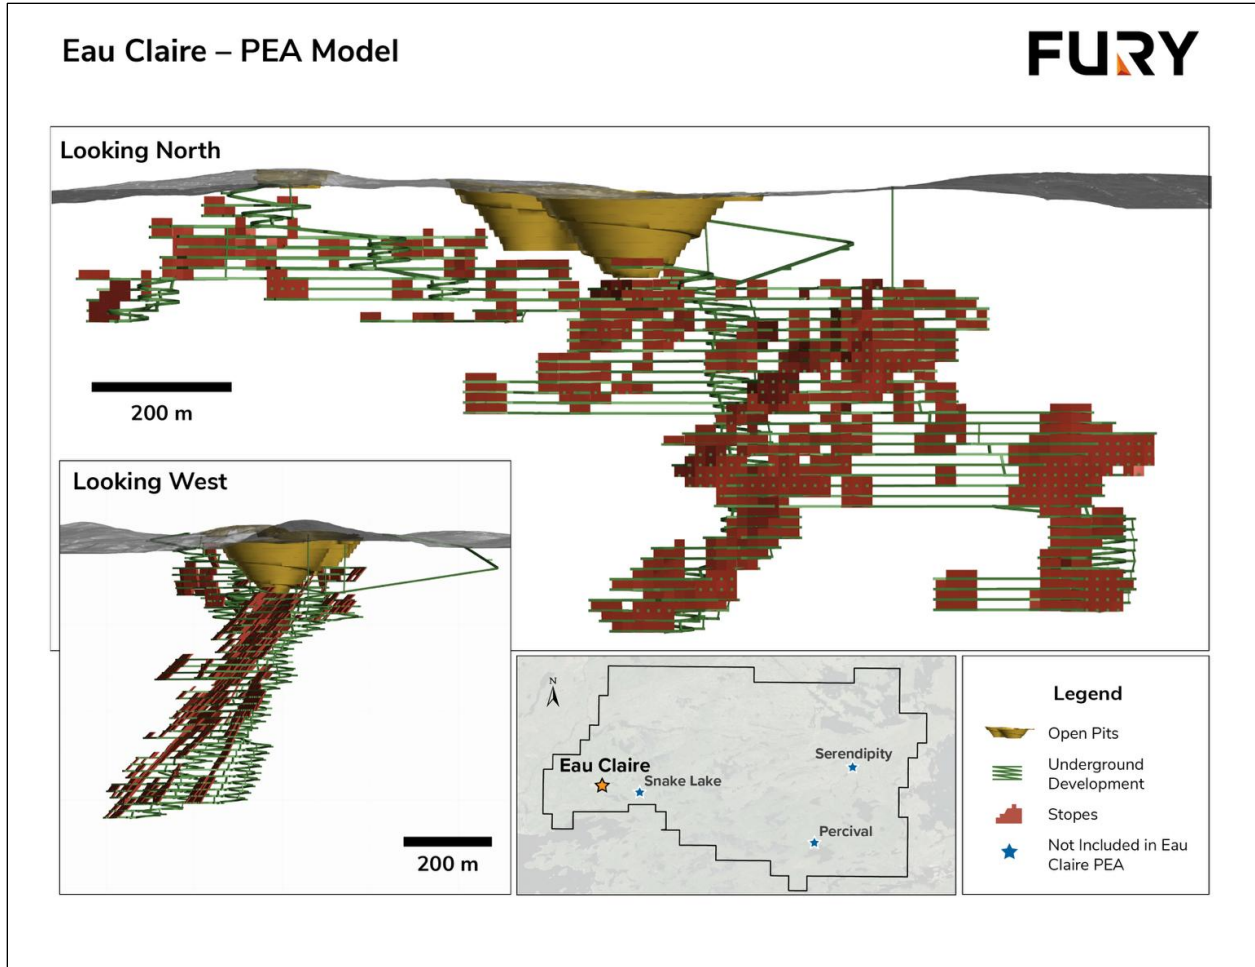 Eau Claire – PEA Model
FURY
Looking North
200 m
Looking West
200 m
N
Eau Claire
Snake Lake
Serendipity
Percival
Legend
Open Pits
Underground
Development
Stopes
Not Included in Eau
Claire PEA